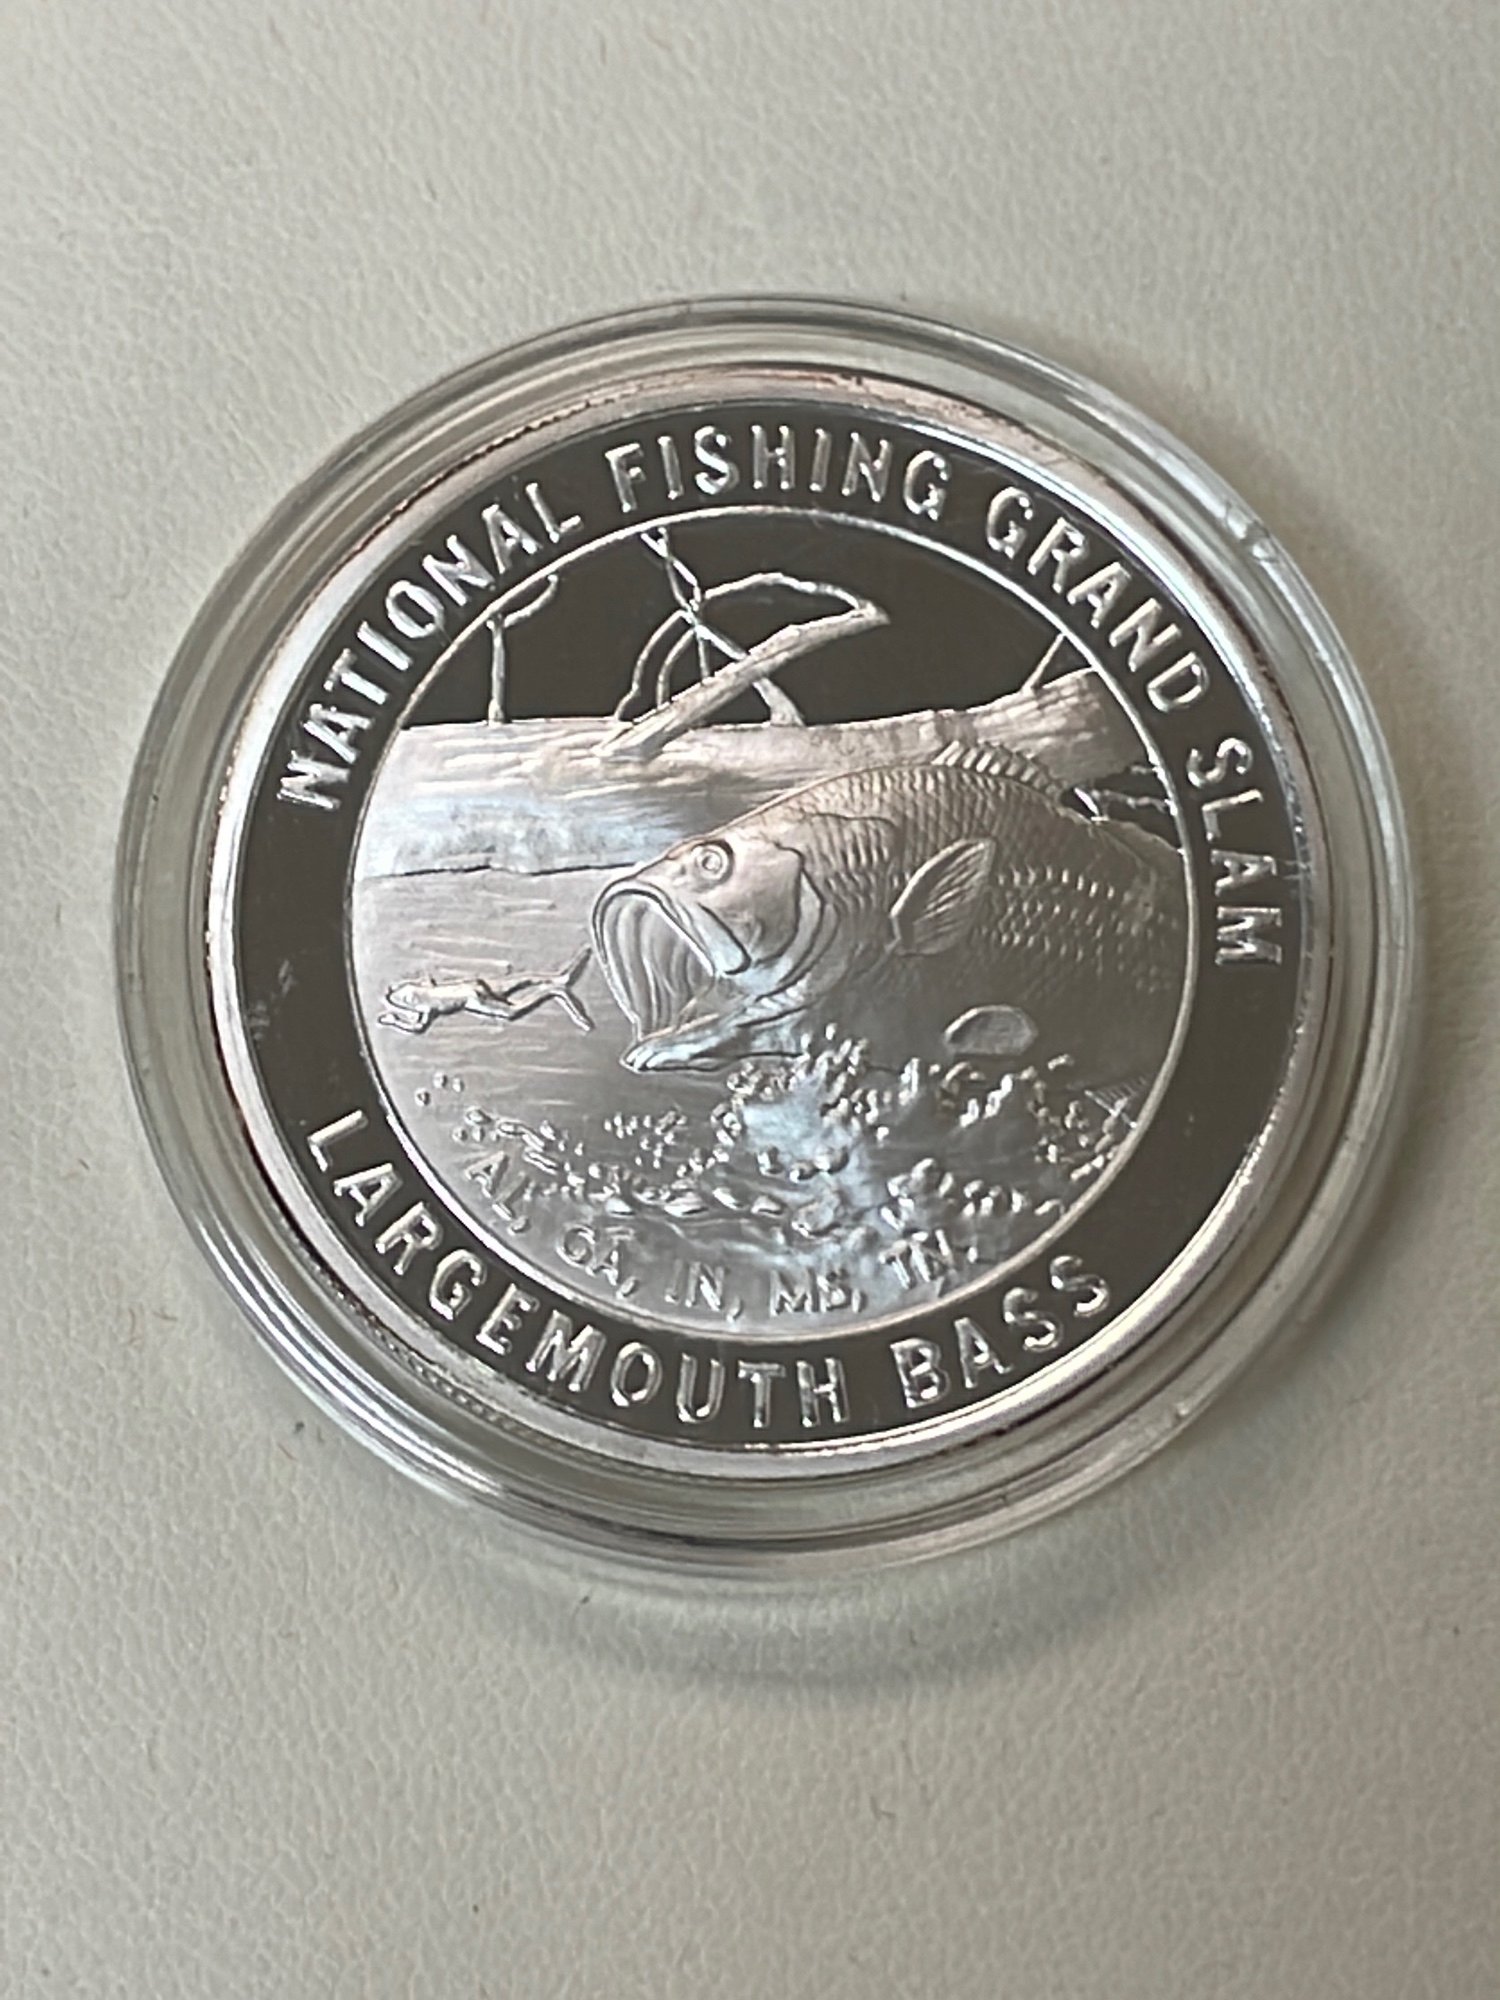 NATIONAL FISHING GRAND SLAM
AL, GA, IN, MS, TN.
LARGEMOUTH BASS